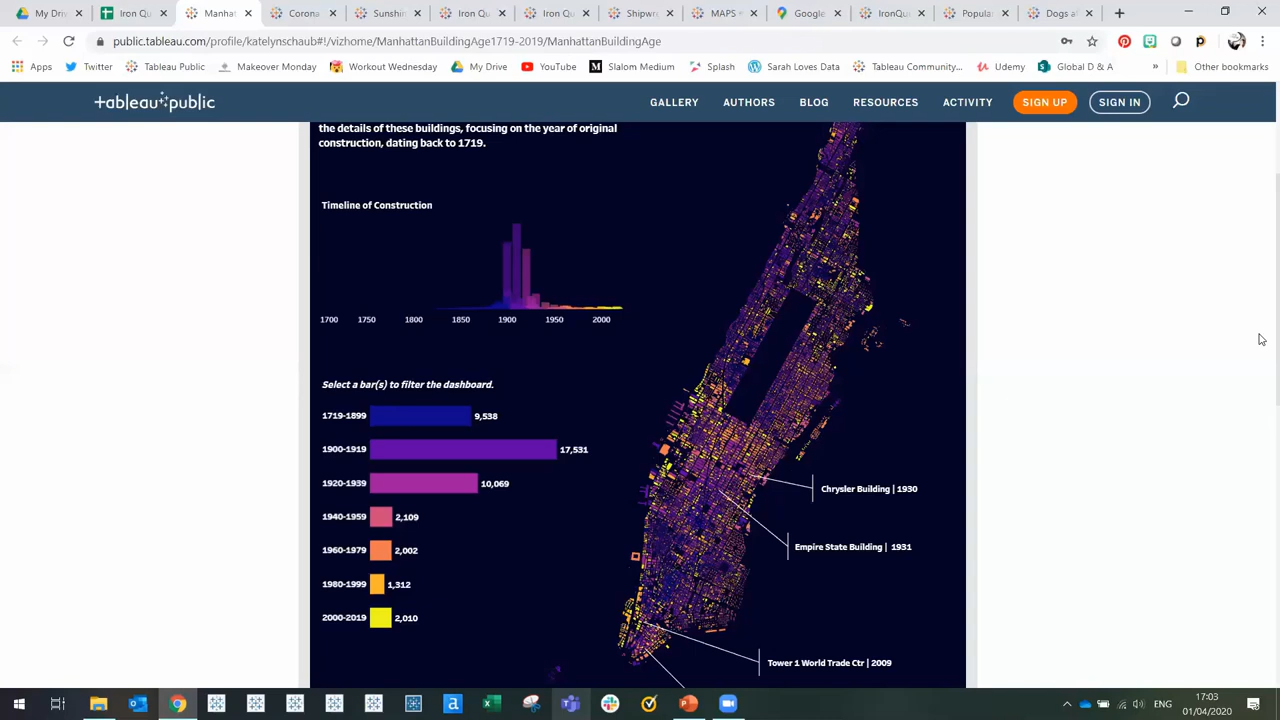 My Driv
Iron Qu
Manhat
Corona
Sunshin
Iron Qu
Iron Qu
Shipwre
MAPS +
Google
IronQue
Populat
Dogs at
public.tableau.com/profile/katelynschaub#!/vizhome/ManhattanBuildingAge1719-2019/ManhattanBuildingAge
Apps
Twitter
Tableau Public
Makeover Monday
Workout Wednesday
My Drive
YouTube
Slalom Medium
Splash
Sarah Loves Data
Tableau Community...
Udemy
Global D & A
»
Other bookmarks
+ableau+public
GALLERY
AUTHORS
BLOG
RESOURCES
ACTIVITY
SIGN UP
SIGN IN
the details of these buildings, focusing on the year of original
construction, dating back to 1719.
Timeline of Construction
1700 1750 1800 1850 1900 1950 2000
Select a bar(s) to filter the dashboard.
1719-1899 9,538
1900-1919 17,531
1920-1939 10,069
1940-1959 2,109
1960-1979 2,002
1980-1999 1,312
2000-2019 2,010
Chrysler Building | 1930
Empire State Building | 1931
Tower 1 World Trade Ctr | 2009
ENG
17:03
01/04/2020